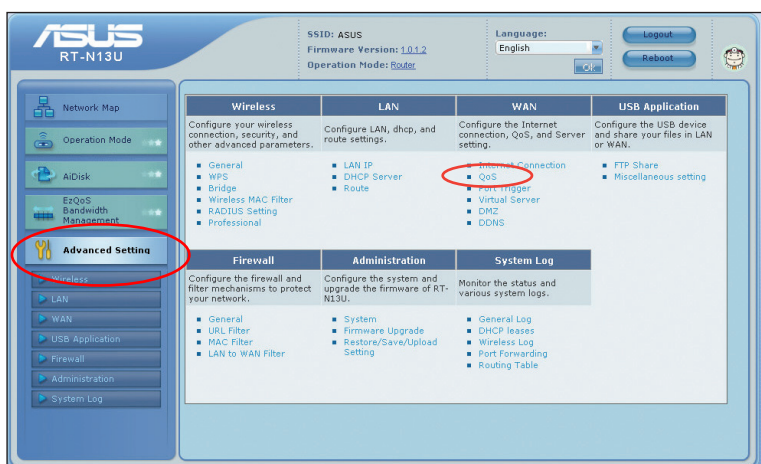 ASUS
RT-N13U
SSID: ASUS
Firmware Version: 1.0.1.2
Operation Mode: Router
Language:
English
OK
Logout
Reboot
Network Map
Operation Mode
AiDisk
EzQoS
Bandwidth
Management
Advanced Setting
Wireless
LAN
WAN
USB Application
Firewall
Administration
System Log
Wireless
Configure your wireless
connection, security, and
other advanced parameters.
General
WPS
Bridge
Wireless MAC Filter
RADIUS Setting
Professional
LAN
Configure LAN, dhcp, and
route settings.
LAN IP
DHCP Server
Route
WAN
Configure the Internet
connection, QoS, and Server
setting.
Internet Connection
QoS
Port Trigger
Virtual Server
DMZ
DDNS
USB Application
Configure the USB device
and share your files in LAN
or WAN.
FTP Share
Miscellaneous setting
Firewall
Configure the firewall and
filter mechanisms to protect
your network.
General
URL Filter
MAC Filter
LAN to WAN Filter
Administration
Configure the system and
upgrade the firmware of RT-
N13U.
System
Firmware Upgrade
Restore/Save/Upload
Setting
System Log
Monitor the status and
various system logs.
General Log
DHCP leases
Wireless Log
Port Forwarding
Routing Table